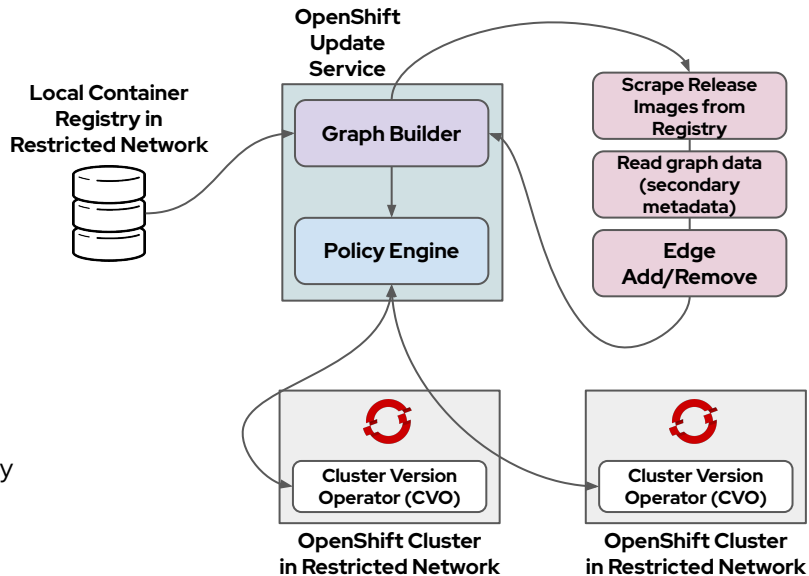 OpenShift
Update
Service
Local Container
Registry in
Restricted Network
Graph Builder
Policy Engine
Scrape Release
Images from
Registry
Read graph data
(secondary
metadata)
Edge
Add/Remove
y
Cluster Version
Operator (CVO)
OpenShift Cluster
in Restricted Network
Cluster Version
Operator (CVO)
OpenShift Cluster
in Restricted Network